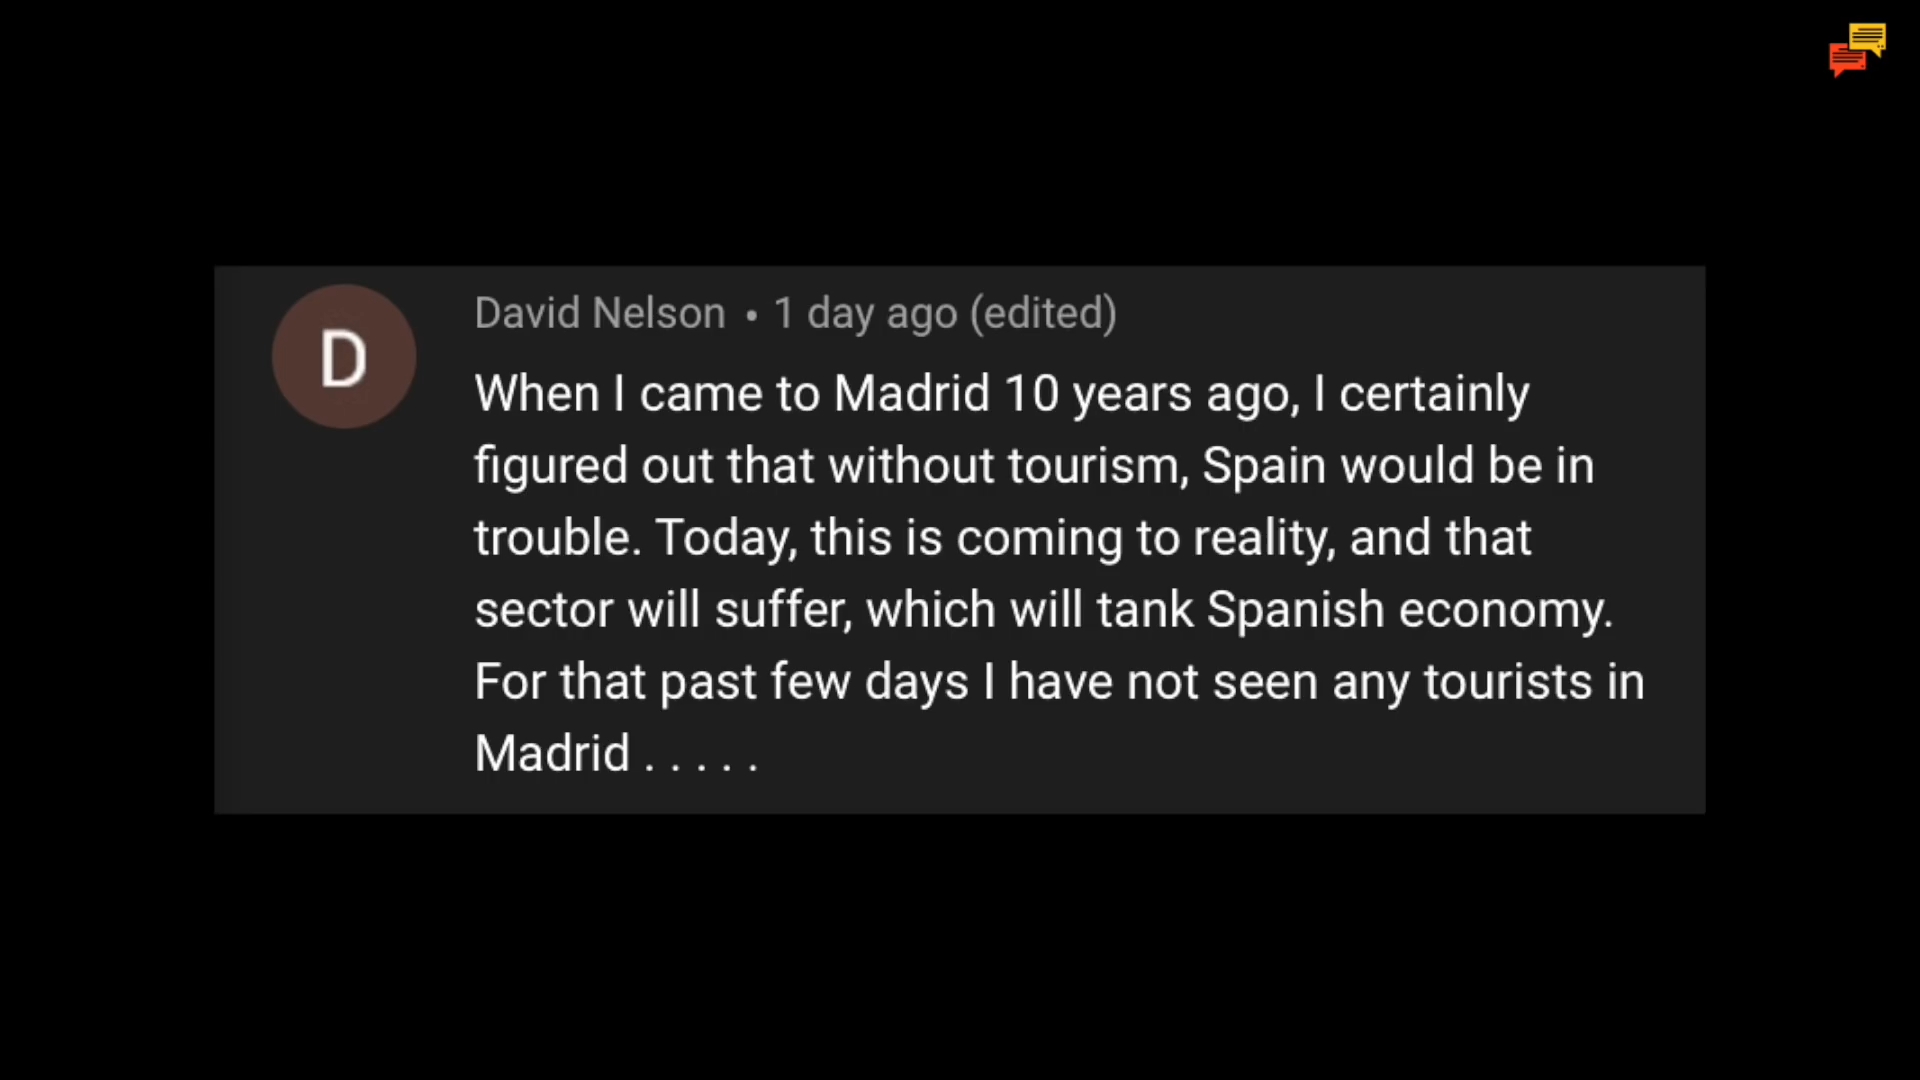 D
David Nelson • 1 day ago (edited)
When I came to Madrid 10 years ago, I certainly
figured out that without tourism, Spain would be in
trouble. Today, this is coming to reality, and that
sector will suffer, which will tank Spanish economy.
For that past few days I have not seen any tourists in
Madrid . . . . .